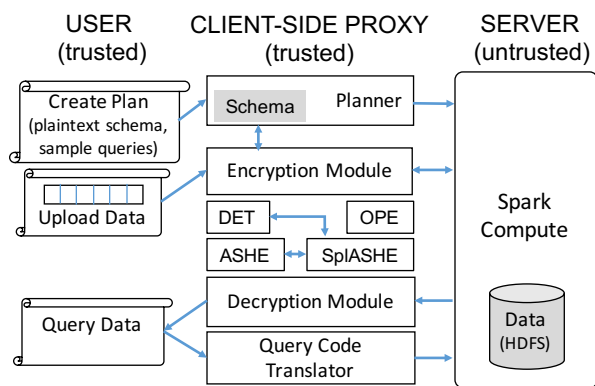 USER
(trusted)
CLIENT-SIDE PROXY
(trusted)
SERVER
(untrusted)
Create Plan
(plaintext schema,
sample queries)
Planner
Schema
Upload Data
Encryption Module
DET
OPE
ASHE
SplASHE
Query Data
Decryption Module
Query Code
Translator
Spark
Compute
Data
(HDFS)